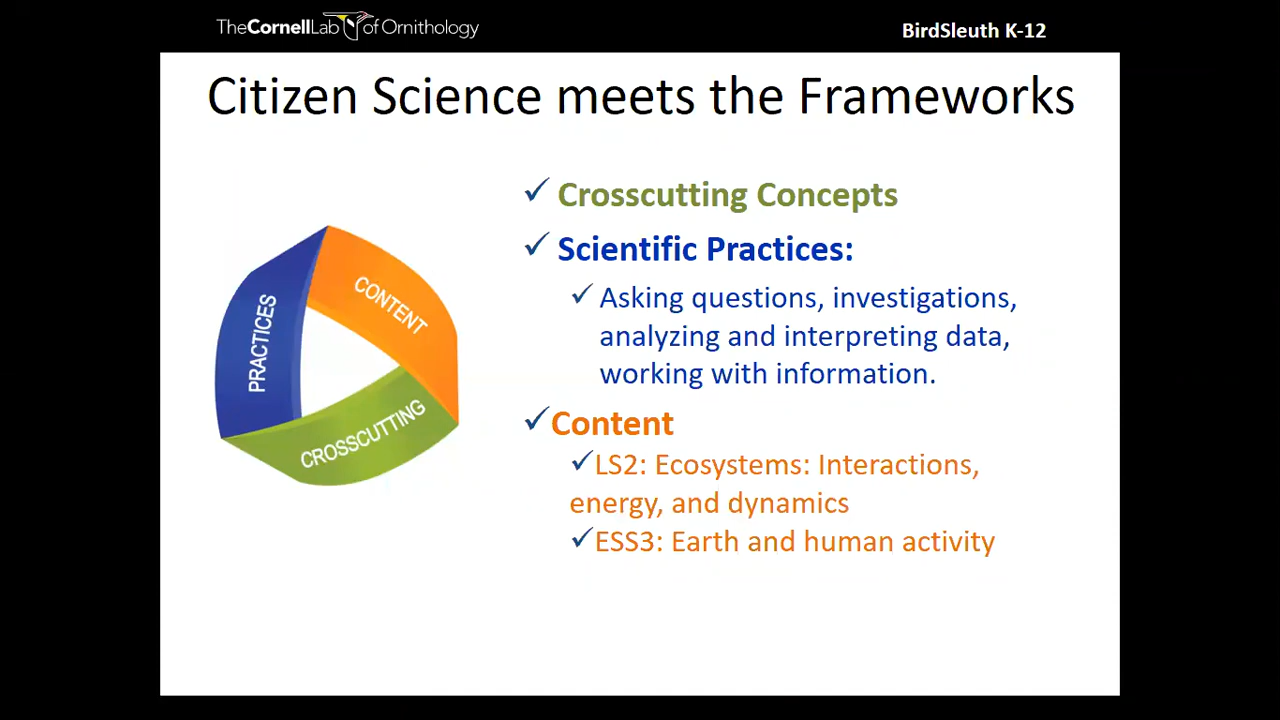 TheCornellLab of Ornithology
BirdSleuth K-12
Citizen Science meets the Frameworks
✓ Crosscutting Concepts
✓ Scientific Practices:
✓ Asking questions, investigations,
analyzing and interpreting data,
working with information.
✓Content
✓LS2: Ecosystems: Interactions,
energy, and dynamics
✓ESS3: Earth and human activity
PRACTICES
CONTENT
CROSSCUTTING